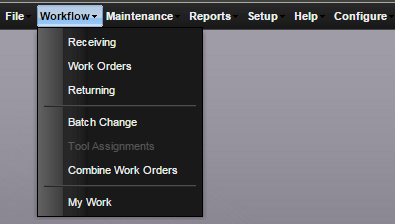 File Workflow Maintenance Reports Setup Help Configure
Receiving
Work Orders
Returning
Batch Change
Tool Assignments
Combine Work Orders
My Work